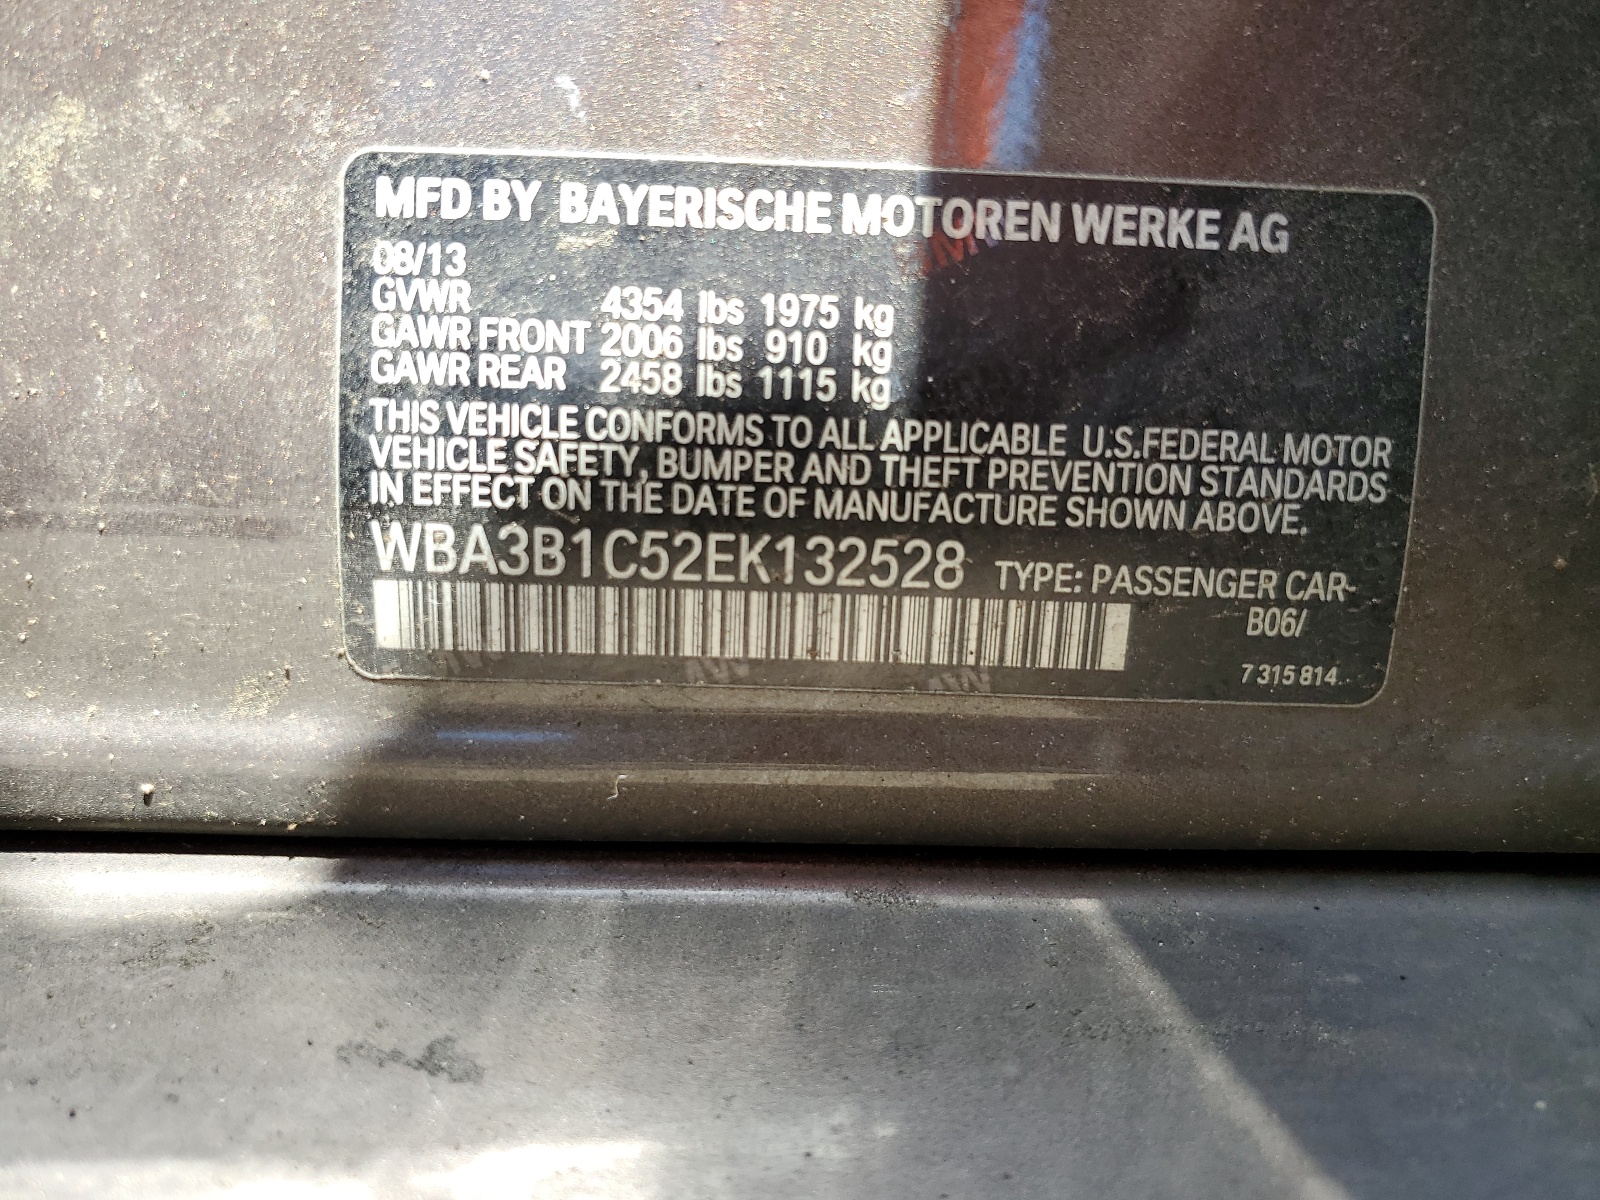 MFD BY BAYERISCHE MOTOREN WERKE AG
08/13
GVWR 4354 lbs 1975 kg
GAWR FRONT 2006 lbs 910 kg
GAWR REAR 2458 lbs 1115 kg
THIS VEHICLE CONFORMS TO ALL APPLICABLE U.S.FEDERAL MOTOR
VEHICLE SAFETY, BUMPER AND THEFT PREVENTION STANDARDS
IN EFFECT ON THE DATE OF MANUFACTURE SHOWN ABOVE.
WBA3B1C52EK132528 TYPE: PASSENGER CAR-
B06/
7 315 814